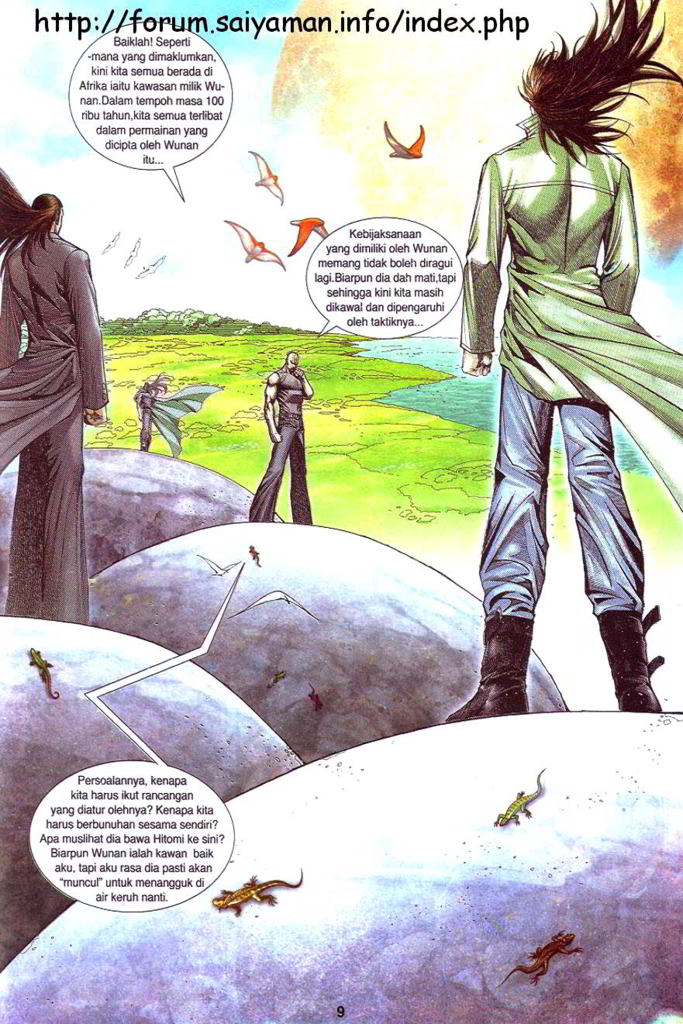 http://forum.saiyaman.info/index.php
Baiklah! Seperti
-mana yang dimaklumkan,
kini kita semua berada di
Afrika iaitu kawasan milik Wu-
nan.Dalam tempoh masa 100
ribu tahun,kita semua terlibat
dalam permainan yang
dicipta oleh Wunan
itu...
Kebijaksanaan
yang dimiliki oleh Wunan
memang tidak boleh diragui
lagi.Biarpun dia dah mati,tapi
sehingga kini kita masih
dikawal dan dipengaruhi
oleh taktiknya...
Persoalannya, kenapa
kita harus ikut rancangan
yang diatur olehnya? Kenapa kita
harus berbunuhan sesama sendiri?
Apa muslihat dia bawa Hitomi ke sini?
Biarpun Wunan ialah kawan baik
aku, tapi aku rasa dia pasti akan
“muncul” untuk menangguk di
air keruh nanti.
9